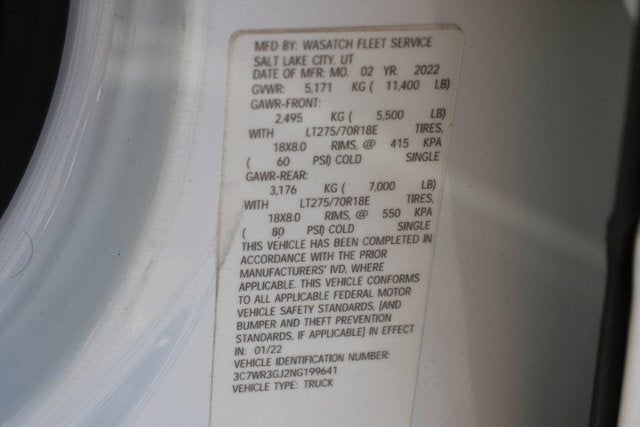 MFD BY: WASATCH FLEET SERVICE
SALT LAKE CITY, UT
DATE OF MFR: MO. 02 YR. 2022
GVWR: 5,171 KG ( 11,400 LB)
GAWR-FRONT:
2,495 KG ( 5,500 LB)
WITH LT275/70R18E TIRES,
18X8.0 RIMS, @ 415 KPA
( 60 PSI) COLD SINGLE
GAWR-REAR:
3,176 KG ( 7,000 LB)
WITH LT275/70R18E TIRES,
18X8.0 RIMS, @ 550 KPA
( 80 PSI) COLD SINGLE
THIS VEHICLE HAS BEEN COMPLETED IN
ACCORDANCE WITH THE PRIOR
MANUFACTURERS' IVD, WHERE
APPLICABLE. THIS VEHICLE CONFORMS
TO ALL APPLICABLE FEDERAL MOTOR
VEHICLE SAFETY STANDARDS, [AND
BUMPER AND THEFT PREVENTION
STANDARDS, IF APPLICABLE] IN EFFECT
IN: 01/22
VEHICLE IDENTIFICATION NUMBER:
3C7WR3GJ2NG199641
VEHICLE TYPE: TRUCK